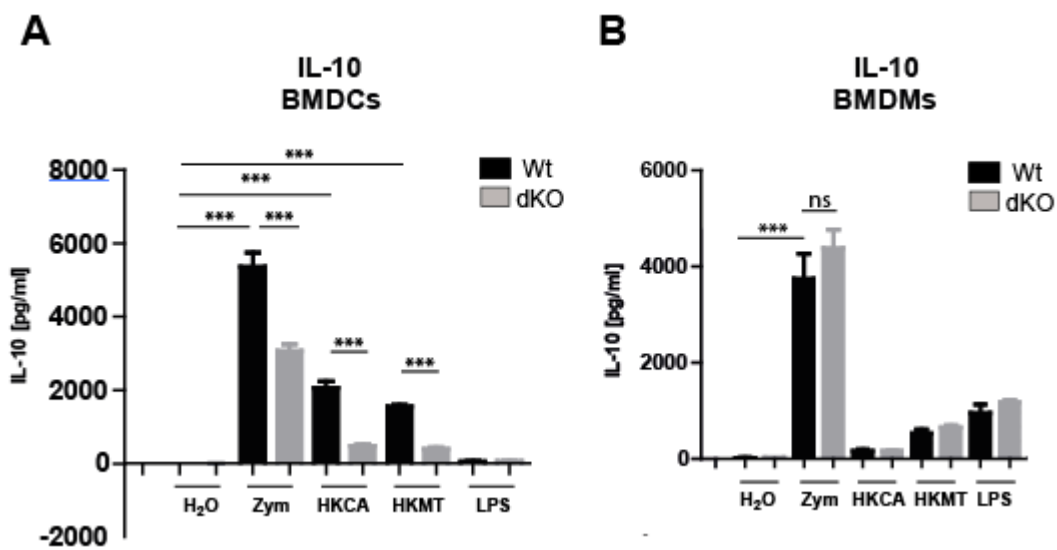 A
IL-10
BMDCs
***
***
***
***
***
***
Wt
dKO
8000
6000
4000
2000
0
-2000
IL-10 [pg/ml]
H₂O Zym HKCA HKMT LPS
B
IL-10
BMDMs
ns
***
Wt
dKO
6000
4000
2000
0
IL-10 [pg/ml]
H₂O Zym HKCA HKMT LPS